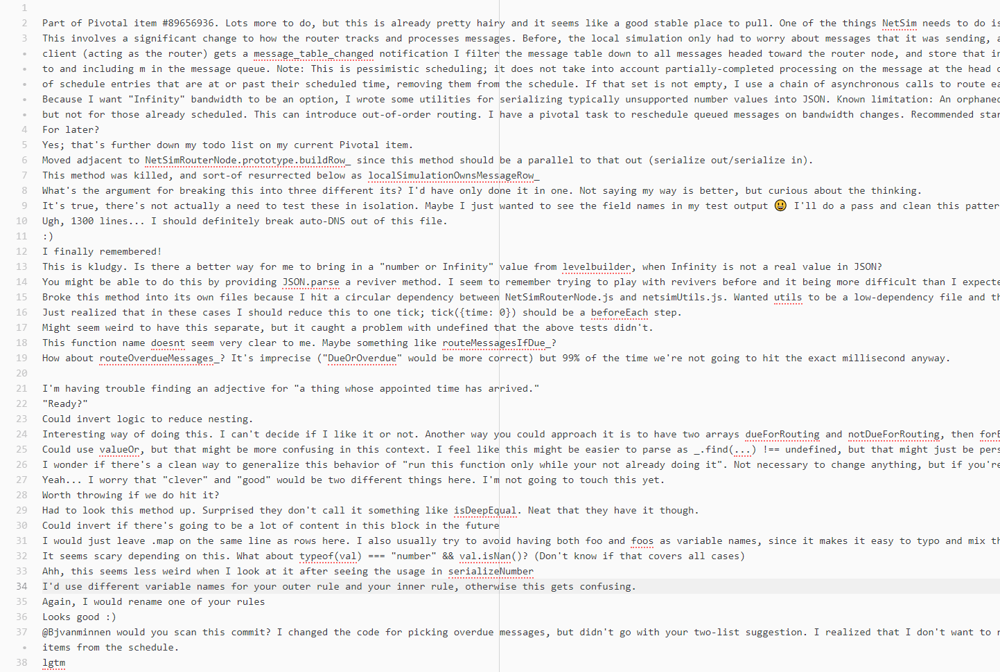 1
2 Part of Pivotal item #89656936. Lots more to do, but this is already pretty hairy and it seems like a good stable place to pull. One of the things NetSim needs to do is
3 This involves a significant change to how the router tracks and processes messages. Before, the local simulation only had to worry about messages that it was sending,
• client (acting as the router) gets a message_table_changed notification I filter the message table down to all messages headed toward the router node, and store that in
• to and including m in the message queue. Note: This is pessimistic scheduling; it does not take into account partially-completed processing on the message at the head
• of schedule entries that are at or past their scheduled time, removing them from the schedule. If that set is not empty, I use a chain of asynchronous calls to route
• Because I want "Infinity" bandwidth to be an option, I wrote some utilities for serializing typically unsupported number values into JSON. Known limitation: An orphaned
• but not for those already scheduled. This can introduce out-of-order routing. I have a pivotal task to reschedule queued messages on bandwidth changes. Recommended
4 For later?
5 Yes; that's further down my todo list on my current Pivotal item.
6 Moved adjacent to NetSimRouterNode.prototype.buildRow_ since this method should be a parallel to that out (serialize out/serialize in).
7 This method was killed, and sort-of resurrected below as localSimulationOwnsMessageRow_
8 What's the argument for breaking this into three different its? I'd have only done it in one. Not saying my way is better, but curious about the thinking.
9 It's true, there's not actually a need to test these in isolation. Maybe I just wanted to see the field names in my test output 😃 I'll do a pass and clean this patter
10 Ugh, 1300 lines... I should definitely break auto-DNS out of this file.
11 :)
12 I finally remembered!
13 This is kludgy. Is there a better way for me to bring in a "number or Infinity" value from levelbuilder, when Infinity is not a real value in JSON?
14 You might be able to do this by providing JSON.parse a reviver method. I seem to remember trying to play with revivers before and it being more difficult than I expecte
15 Broke this method into its own files because I hit a circular dependency between NetSimRouterNode.js and netsimUtils.js. Wanted utils to be a low-dependency file and th
16 Just realized that in these cases I should reduce this to one tick; tick({time: 0}) should be a beforeEach step.
17 Might seem weird to have this separate, but it caught a problem with undefined that the above tests didn't.
18 This function name doesnt seem very clear to me. Maybe something like routeMessagesIfDue_?
19 How about routeOverdueMessages_? It's imprecise ("DueOrOverdue" would be more correct) but 99% of the time we're not going to hit the exact millisecond anyway.
20
21 I'm having trouble finding an adjective for "a thing whose appointed time has arrived."
22 "Ready?"
23 Could invert logic to reduce nesting.
24 Interesting way of doing this. I can't decide if I like it or not. Another way you could approach it is to have two arrays dueForRouting and notDueForRouting, then
25 Could use valueOr, but that might be more confusing in this context. I feel like this might be easier to parse as _.find(...) !== undefined, but that might just be pers
26 I wonder if there's a clean way to generalize this behavior of "run this function only while your not already doing it". Not necessary to change anything, but if you're
27 Yeah... I worry that "clever" and "good" would be two different things here. I'm not going to touch this yet.
28 Worth throwing if we do hit it?
29 Had to look this method up. Surprised they don't call it something like isDeepEqual. Neat that they have it though.
30 Could invert if there's going to be a lot of content in this block in the future
31 I would just leave .map on the same line as rows here. I also usually try to avoid having both foo and foos as variable names, since it makes it easy to typo and mix th
32 It seems scary depending on this. What about typeof(val) === "number" && val.isNan()? (Don't know if that covers all cases)
33 Ahh, this seems less weird when I look at it after seeing the usage in serializeNumber
34 I'd use different variable names for your outer rule and your inner rule, otherwise this gets confusing.
35 Again, I would rename one of your rules
36 Looks good :)
37 @Bjvanminnen would you scan this commit? I changed the code for picking overdue messages, but didn't go with your two-list suggestion. I realized that I don't want to
• items from the schedule.
38 lgtm